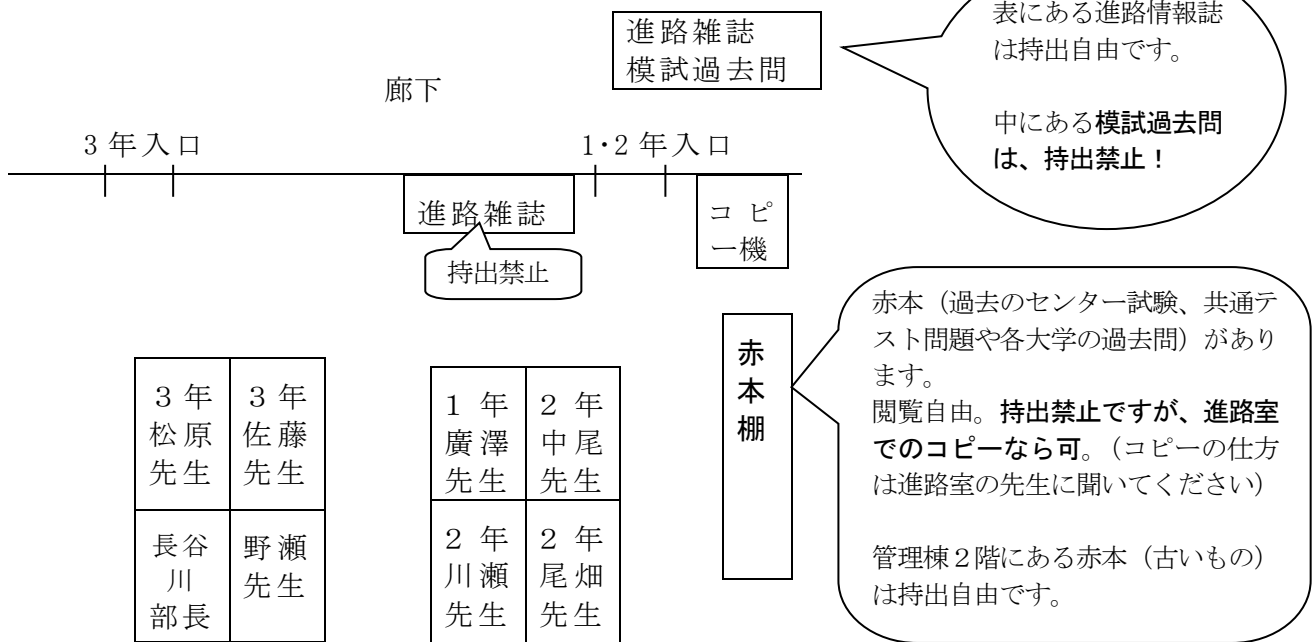 表にある進路情報誌
は持出自由です。
中にある模試過去問
は、持出禁止！
進路雑誌
模試過去問
廊下
3年入口
1・2年入口
進路雑誌
持出禁止
コピ
ー機
赤
本
棚
赤本（過去のセンター試験、共通テ
スト問題や各大学の過去問）があり
ます。
閲覧自由。持出禁止ですが、進路室
でのコピーなら可。（コピーの仕方
は進路室の先生に聞いてください）
管理棟２階にある赤本（古いもの）
は持出自由です。
３年
松原
先生
３年
佐藤
先生
長谷
川
部長
野瀬
先生
１年
廣澤
先生
２年
中尾
先生
２年
川瀬
先生
２年
尾畑
先生